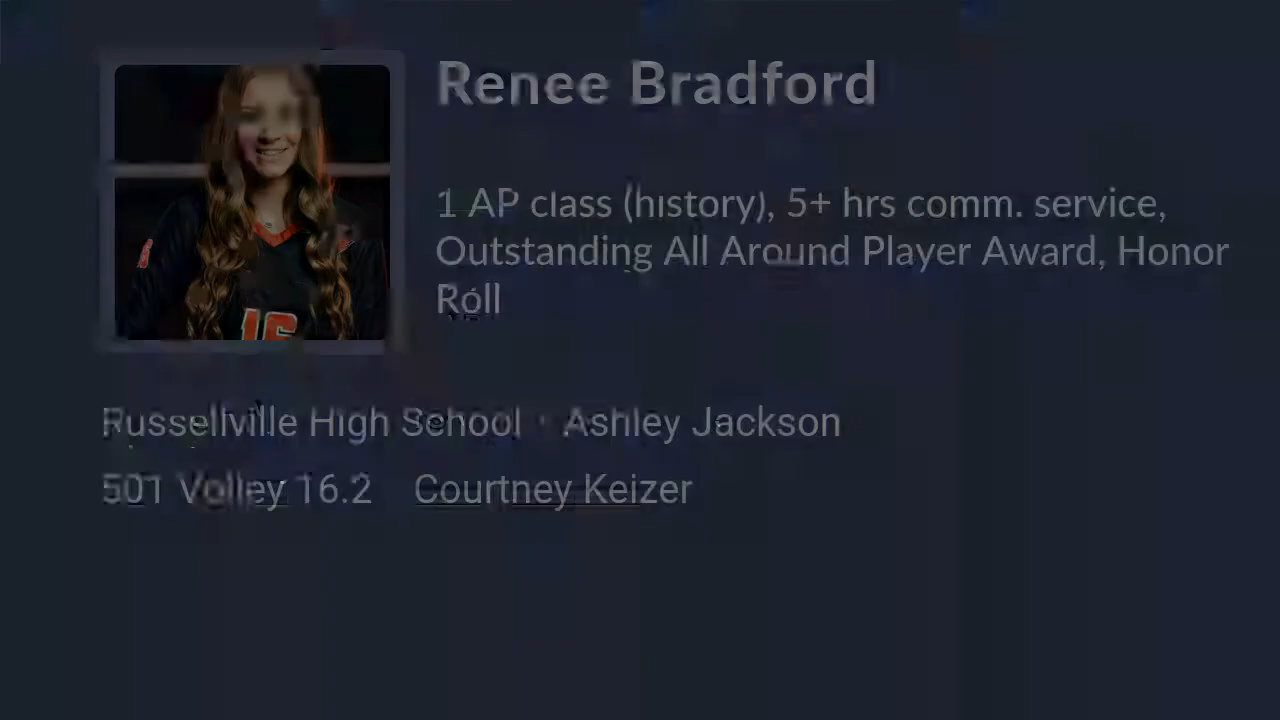 Renee Bradford
1 AP class (history), 5+ hrs comm. service,
Outstanding All Around Player Award, Honor
Roll
16
Russellville High School · Ashley Jackson
501 Volley 16.2 Courtney Keizer